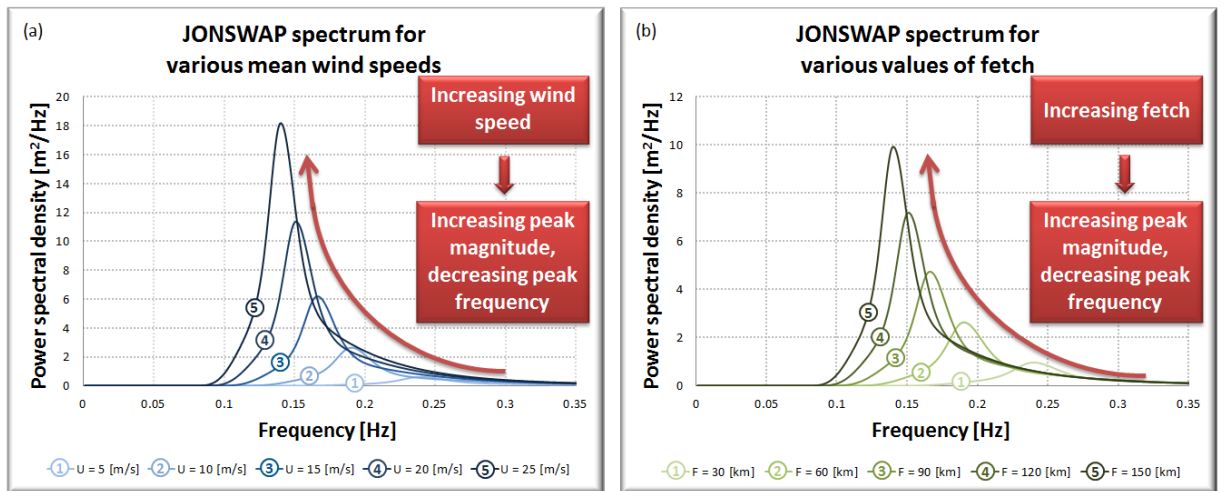 (a)
JONSWAP spectrum for
various mean wind speeds
Increasing wind
speed
Increasing peak
magnitude,
decreasing peak
frequency
Power spectral density [m²/Hz]
20
18
16
14
12
10
8
6
4
2
0
5
4
3
2
1
0 0.05 0.1 0.15 0.2 0.25 0.3 0.35
Frequency [Hz]
1 U = 5 [m/s] 2 U = 10 [m/s] 3 U = 15 [m/s] 4 U = 20 [m/s] 5 U = 25 [m/s]
(b)
JONSWAP spectrum for
various values of fetch
Increasing fetch
Increasing peak
magnitude,
decreasing peak
frequency
Power spectral density [m²/Hz]
12
10
8
6
4
2
0
5
4
3
2
1
0 0.05 0.1 0.15 0.2 0.25 0.3 0.35
Frequency [Hz]
1 F = 30 [km] 2 F = 60 [km] 3 F = 90 [km] 4 F = 120 [km] 5 F = 150 [km]